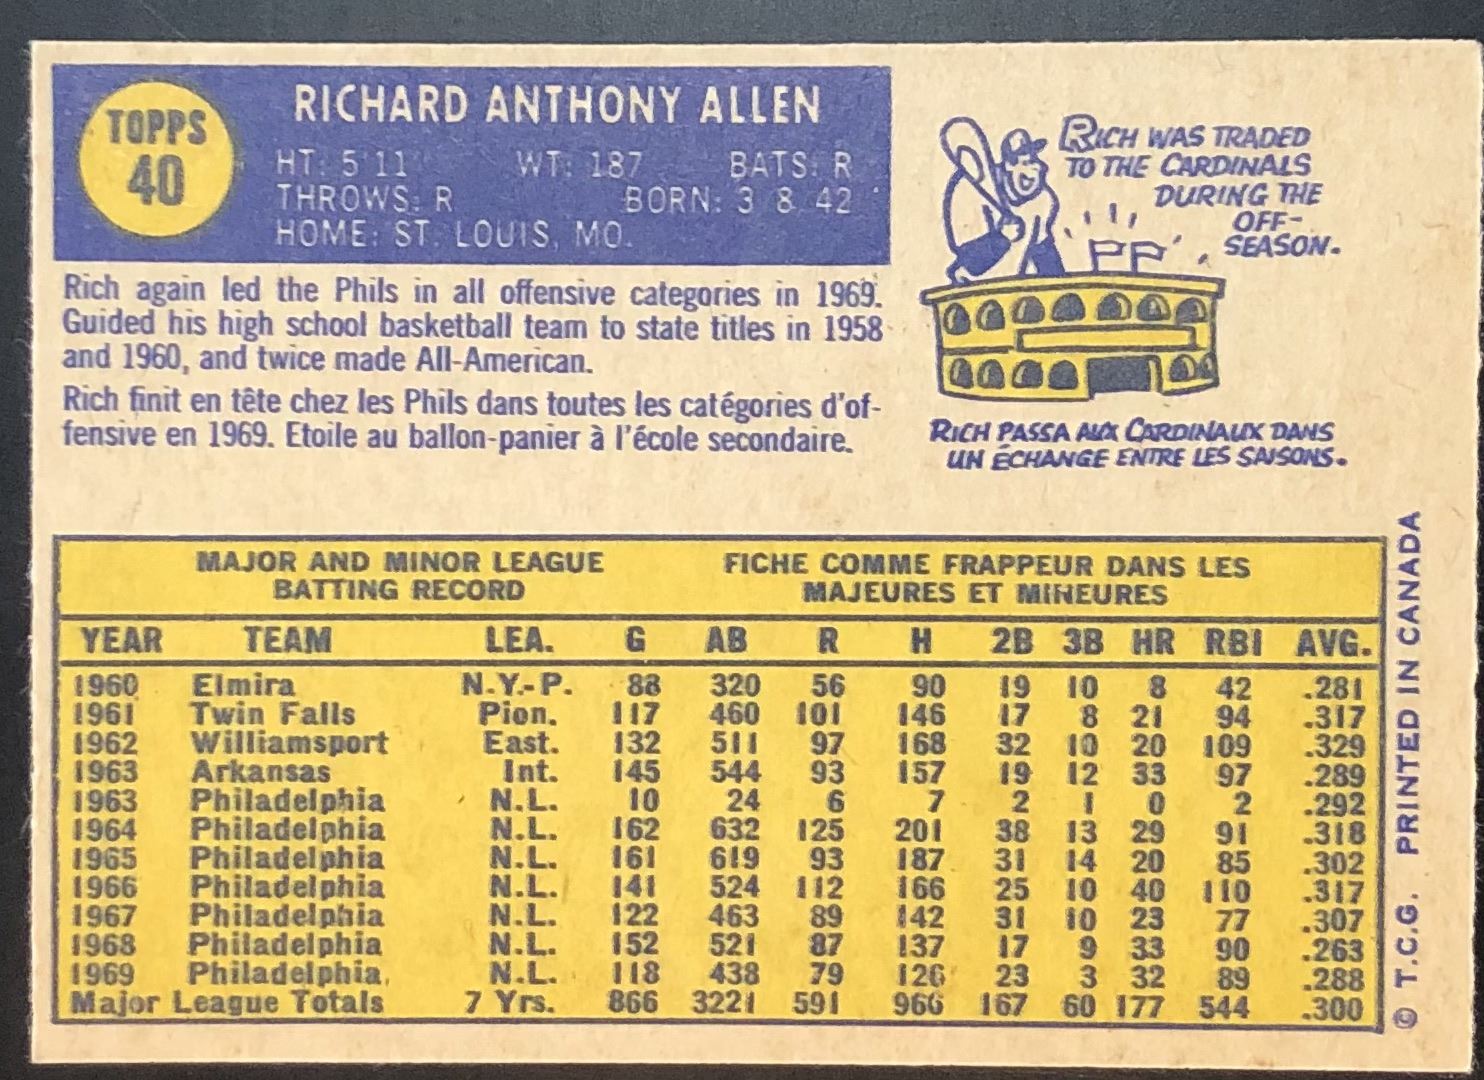 TOPPS
40
RICHARD ANTHONY ALLEN
HT: 5'11" WT: 187 BATS: R
THROWS: R BORN: 3 8 42
HOME: ST. LOUIS, MO.
Rich again led the Phils in all offensive categories in 1969.
Guided his high school basketball team to state titles in 1958
and 1960, and twice made All-American.
Rich finit en tête chez les Phils dans toutes les catégories d'of-
fensive en 1969. Etoile au ballon-panier à l'école secondaire.
RICH WAS TRADED
TO THE CARDINALS
DURING THE
OFF-
SEASON.
RICH PASSA AUX CARDINAUX DANS
UN ÉCHANGE ENTRE LES SAISONS.
MAJOR AND MINOR LEAGUE
BATTING RECORD
FICHE COMME FRAPPEUR DANS LES
MAJEURES ET MINEURES
YEAR TEAM LEA. G AB R H 2B 3B HR RBI AVG.
1960 Elmira N.Y.-P. 88 320 56 90 19 10 8 42 .281
1961 Twin Falls Pion. 117 460 101 146 17 8 21 94 .317
1962 Williamsport East. 132 511 97 168 32 10 20 109 .329
1963 Arkansas Int. 145 544 93 157 19 12 33 97 .289
1963 Philadelphia N.L. 10 24 6 7 2 1 0 2 .292
1964 Philadelphia N.L. 162 632 125 201 38 13 29 91 .318
1965 Philadelphia N.L. 161 619 93 187 31 14 20 85 .302
1966 Philadelphia N.L. 141 524 112 166 25 10 40 110 .317
1967 Philadelphia N.L. 122 463 89 142 31 10 23 77 .307
1968 Philadelphia N.L. 152 521 87 137 17 9 33 90 .263
1969 Philadelphia N.L. 118 438 79 126 23 3 32 89 .288
Major League Totals 7 Yrs. 866 3221 591 966 167 60 177 544 .300
© T.C.G. PRINTED IN CANADA